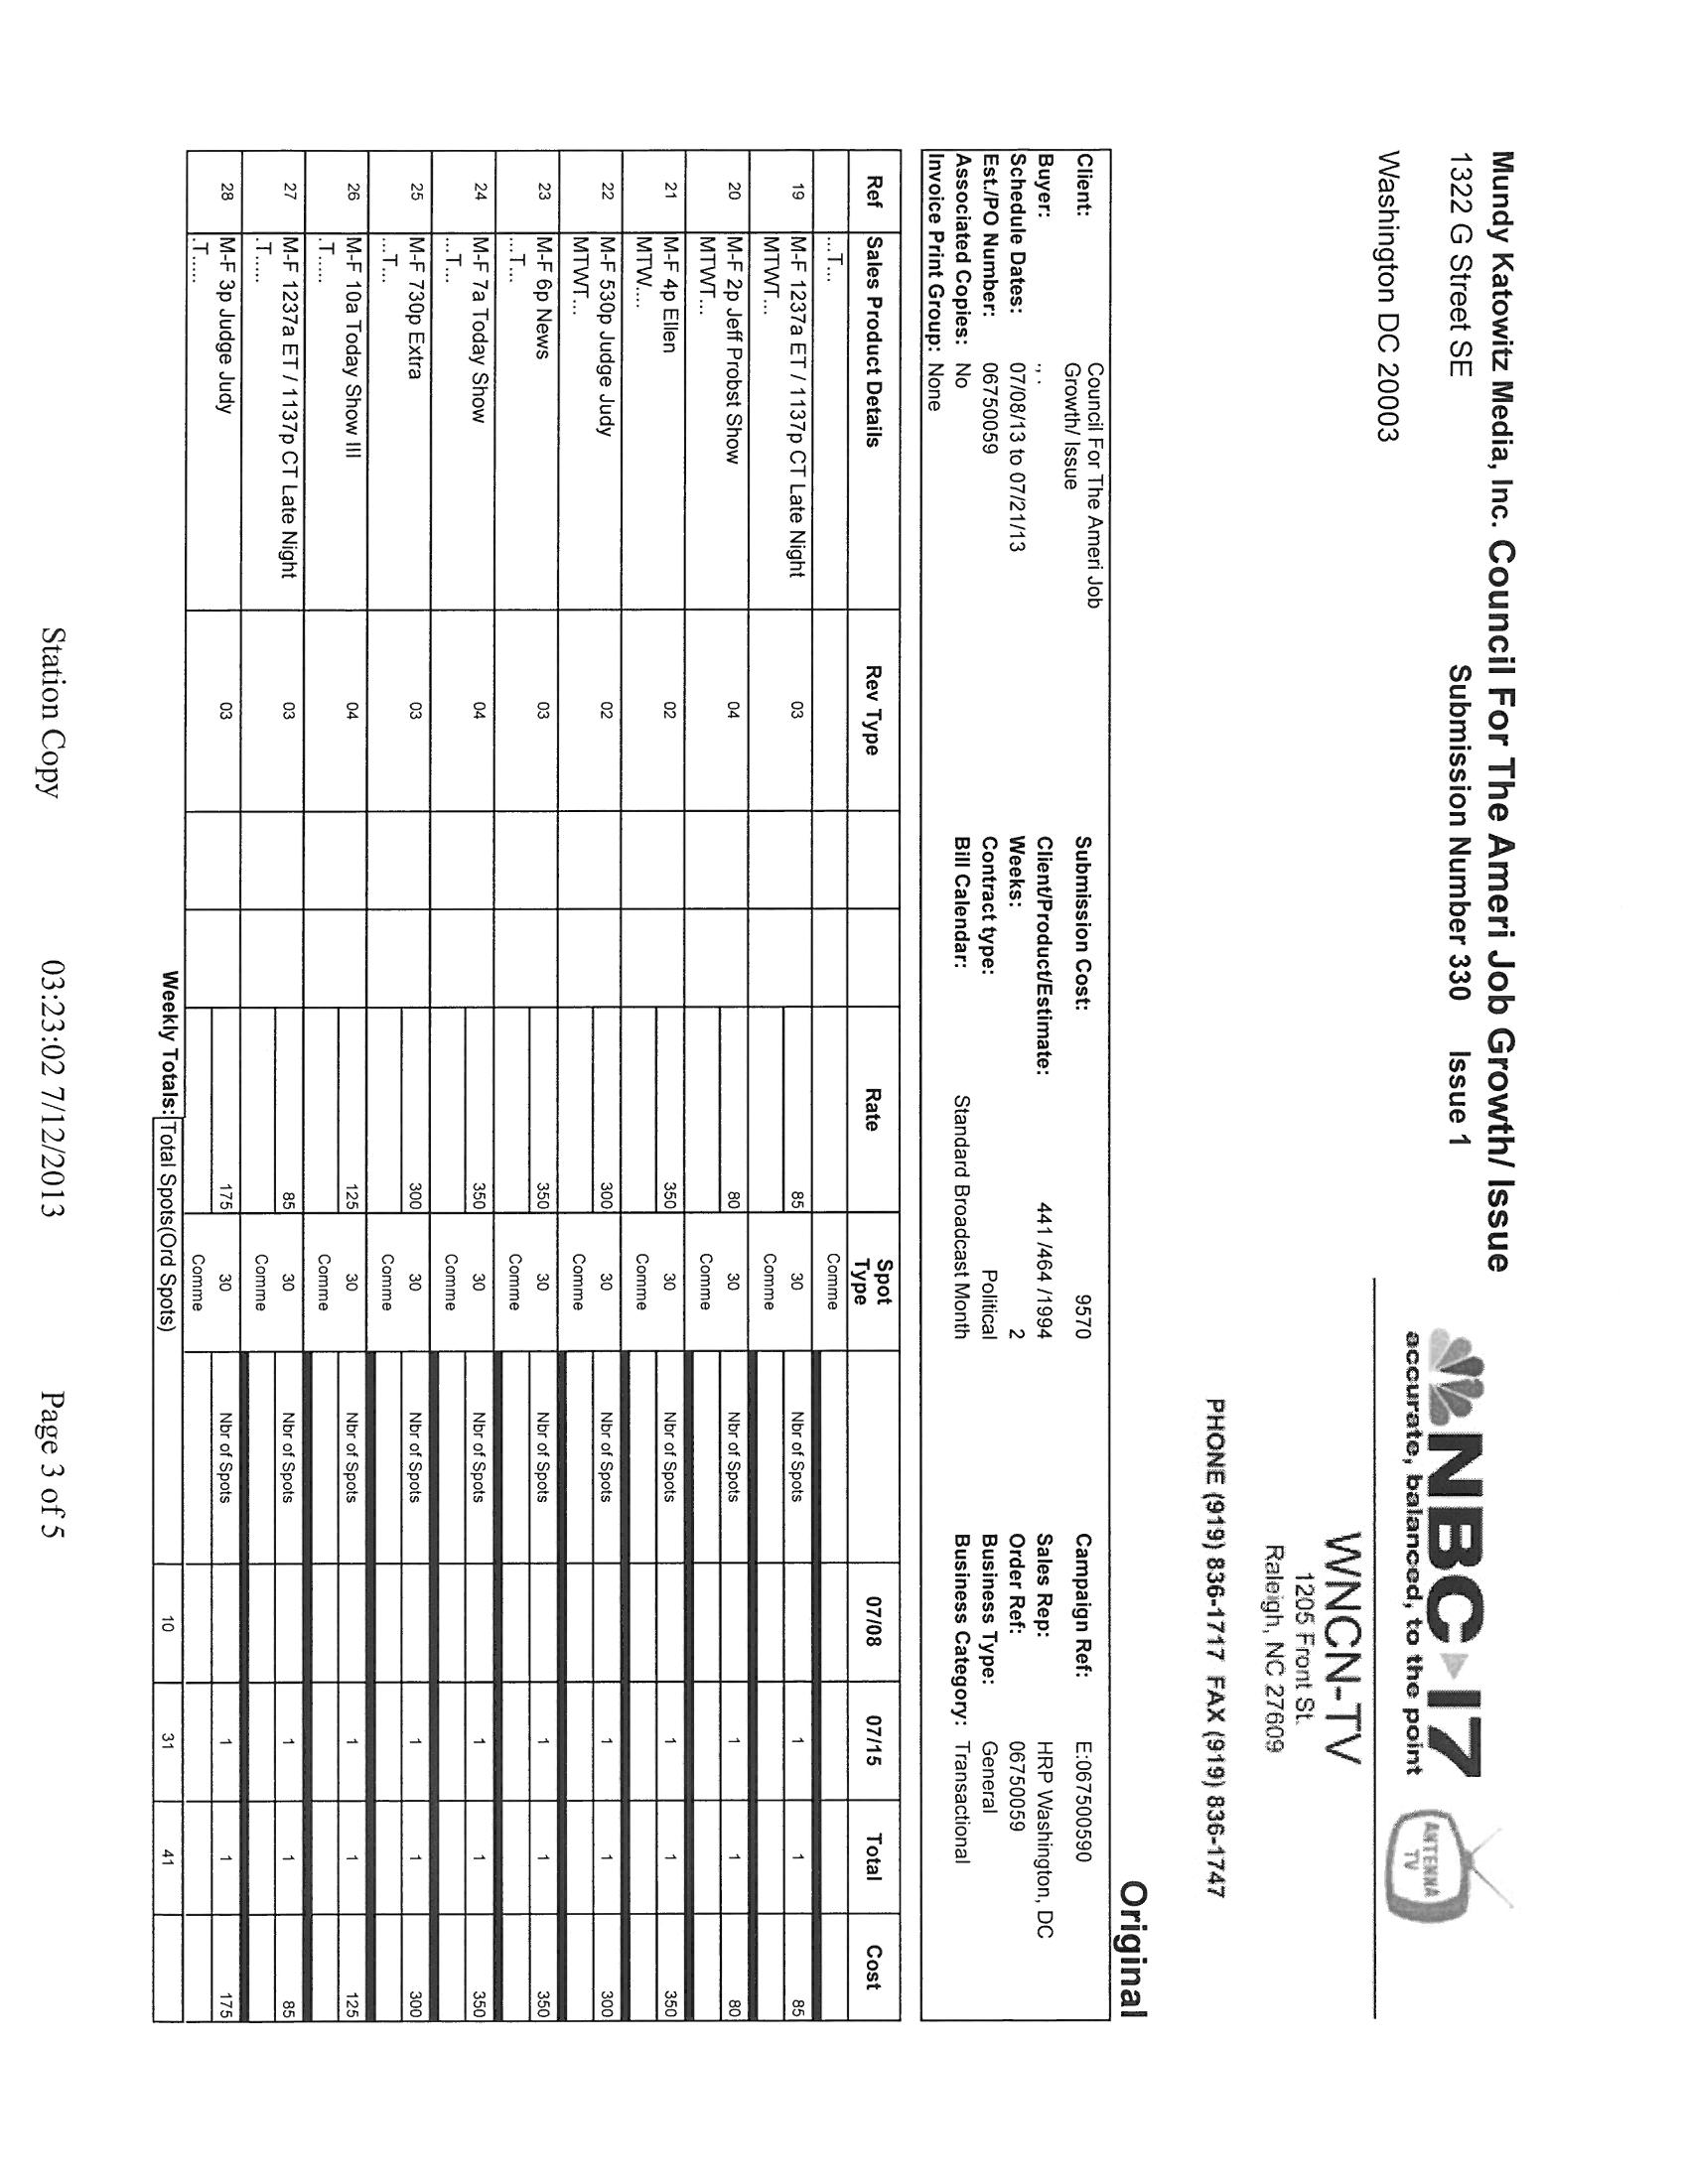 Mundy Katowitz Media, Inc. Council For The Ameri Job Growth/ Issue
1322 G Street SE
Submission Number 330 Issue 1
Washington DC 20003
NBC 17
accurate, balanced, to the point
ANTENNA
TV
WNCN-TV
1205 Front St.
Raleigh, NC 27609
PHONE (919) 836-1717 FAX (919) 836-1747
Original
Client: Council For The Ameri Job Growth/ Issue Submission Cost: 9570 Campaign Ref: E:067500590
Buyer: ., . Client/Product/Estimate: 441 /464 /1994 Sales Rep: HRP Washington, DC
Schedule Dates: 07/08/13 to 07/21/13 Weeks: 2 Order Ref: 06750059
Est./PO Number: 06750059 Contract type: Political Business Type: General
Associated Copies: No Bill Calendar: Standard Broadcast Month Business Category: Transactional
Invoice Print Group: None
Ref Sales Product Details Rev Type Rate Spot Type 07/08 07/15 Total Cost
...T... Comme
19 M-F 1237a ET / 1137p CT Late Night 03 85 30 Nbr of Spots 1 1 85
MTWT... Comme
20 M-F 2p Jeff Probst Show 04 80 30 Nbr of Spots 1 1 80
MTWT... Comme
21 M-F 4p Ellen 02 350 30 Nbr of Spots 1 1 350
MTW.... Comme
22 M-F 530p Judge Judy 02 300 30 Nbr of Spots 1 1 300
MTWT... Comme
23 M-F 6p News 03 350 30 Nbr of Spots 1 1 350
...T... Comme
24 M-F 7a Today Show 04 350 30 Nbr of Spots 1 1 350
...T... Comme
25 M-F 730p Extra 03 300 30 Nbr of Spots 1 1 300
...T... Comme
26 M-F 10a Today Show III 04 125 30 Nbr of Spots 1 1 125
.T..... Comme
27 M-F 1237a ET / 1137p CT Late Night 03 85 30 Nbr of Spots 1 1 85
.T..... Comme
28 M-F 3p Judge Judy 03 175 30 Nbr of Spots 1 1 175
.T..... Comme
Weekly Totals: Total Spots(Ord Spots) 10 31 41
Station Copy 03:23:02 7/12/2013 Page 3 of 5